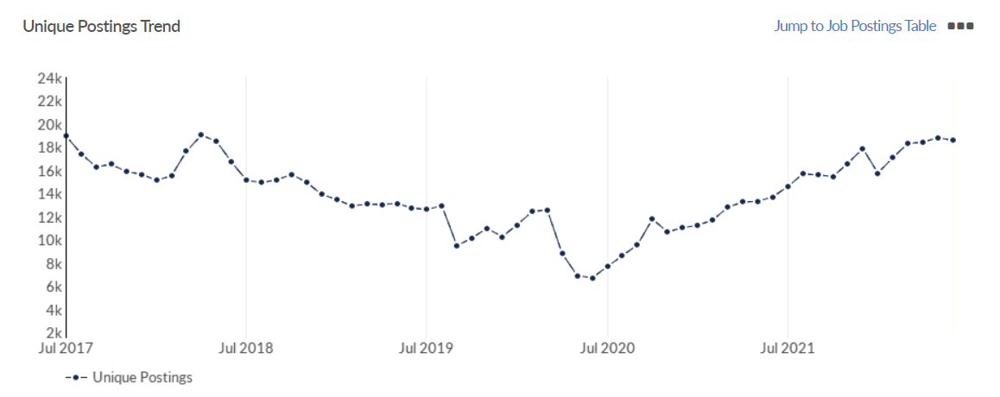 Unique Postings Trend
Jump to Job Postings Table
24k
22k
20k
18k
16k
14k
12k
10k
8k
6k
4k
2k
Jul 2017 Jul 2018 Jul 2019 Jul 2020 Jul 2021
Unique Postings